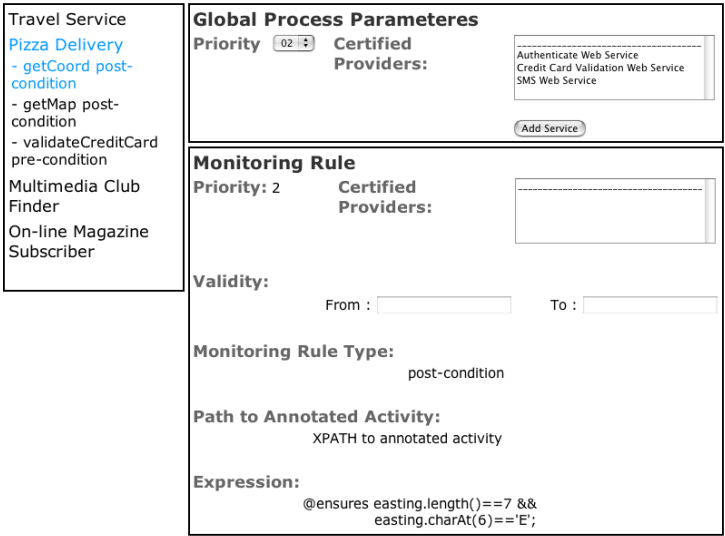 Travel Service
Pizza Delivery
- getCoord post-
condition
- getMap post-
condition
- validateCreditCard
pre-condition
Multimedia Club
Finder
On-line Magazine
Subscriber
Global Process Parameteres
Priority 02 Certified
Providers:
------------------------------------
Authenticate Web Service
Credit Card Validation Web Service
SMS Web Service
Add Service
Monitoring Rule
Priority: 2 Certified
Providers:
------------------------------------
Validity:
From : To :
Monitoring Rule Type:
post-condition
Path to Annotated Activity:
XPATH to annotated activity
Expression:
@ensures easting.length()==7 &&
easting.charAt(6)=='E';